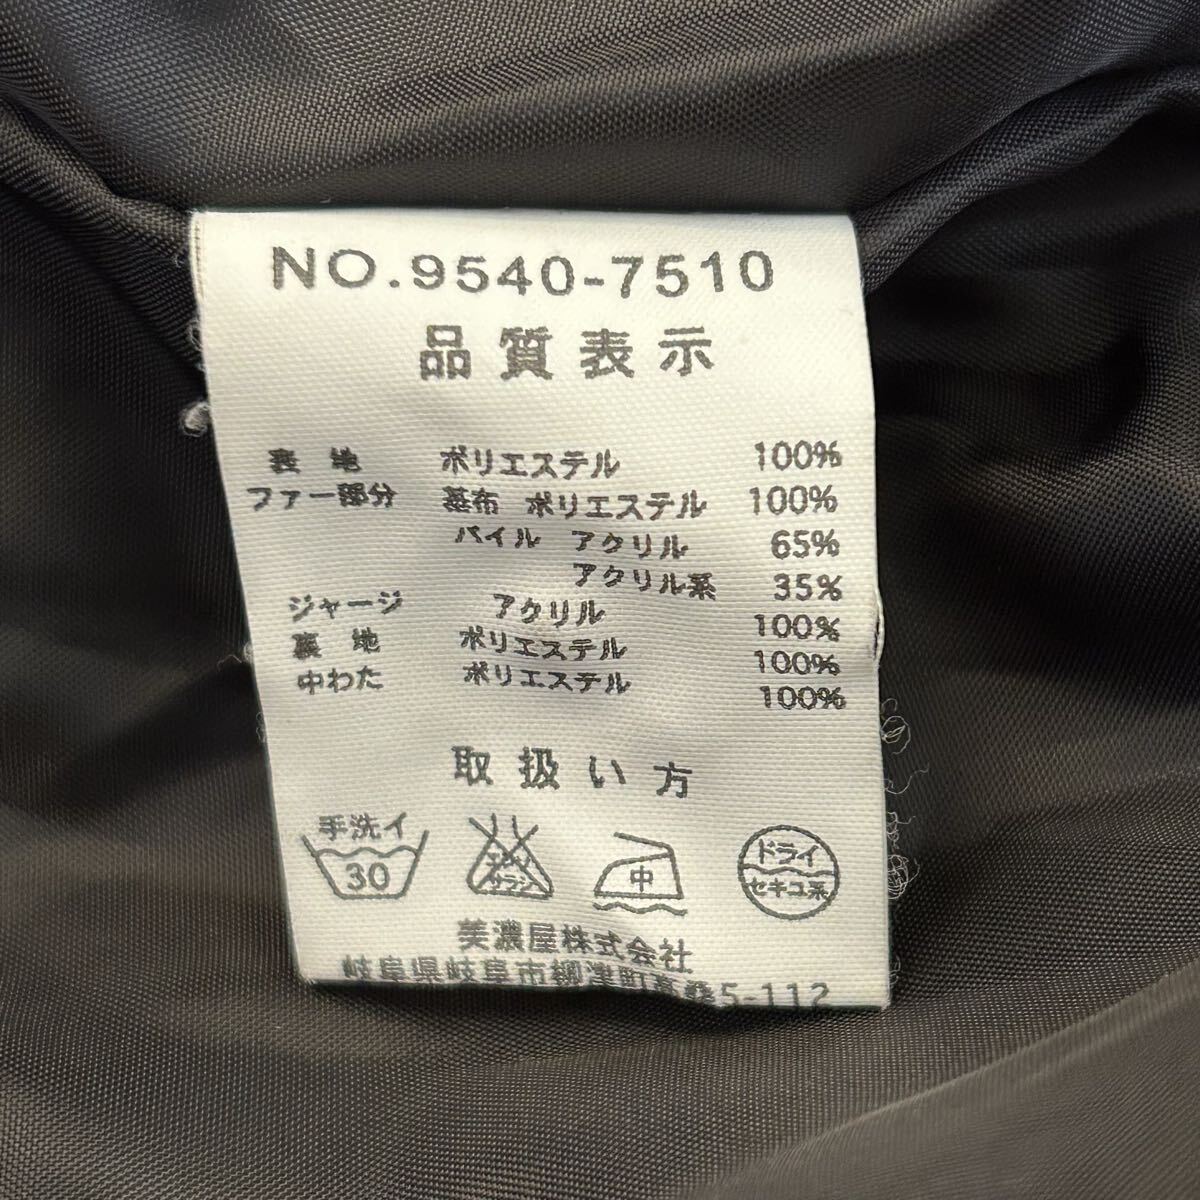 NO.9540-7510
品質表示
表地 ポリエステル 100%
ファー部分 基布 ポリエステル 100%
パイル アクリル 65%
アクリル系 35%
ジャージ アクリル 100%
裏地 ポリエステル 100%
中わた ポリエステル 100%
取扱い方
手洗イ 30
エンソサラシ
中
ドライ
セキユ系
美濃屋株式会社
岐阜県岐阜市柳津町高桑5-112